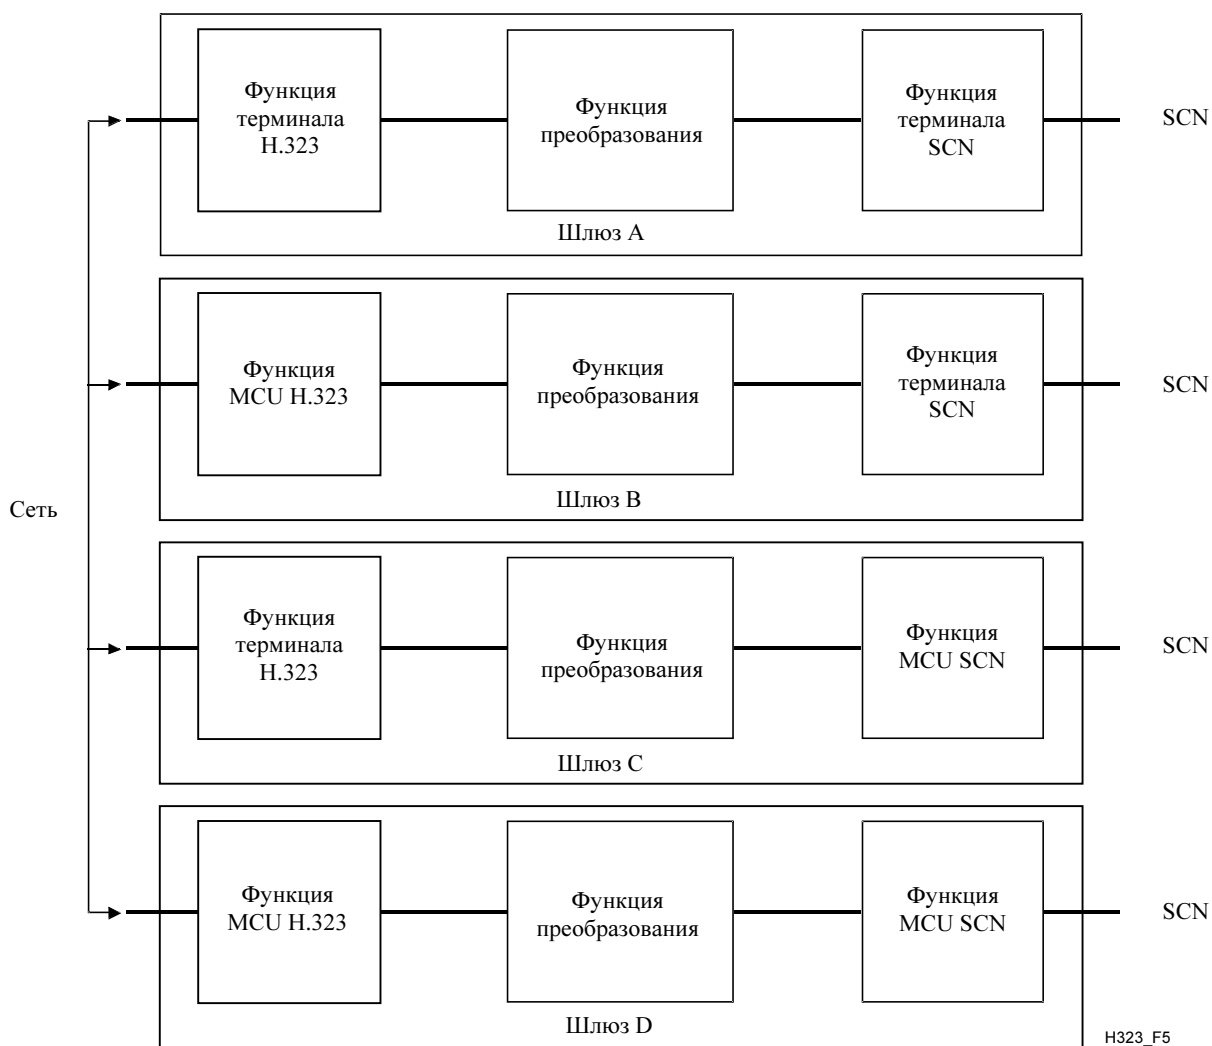 Функция
терминала
H.323
Функция
преобразования
Функция
терминала
SCN
SCN
Шлюз A
Функция
MCU H.323
Функция
преобразования
Функция
терминала
SCN
SCN
Шлюз B
Сеть
Функция
терминала
H.323
Функция
преобразования
Функция
MCU SCN
SCN
Шлюз C
Функция
MCU H.323
Функция
преобразования
Функция
MCU SCN
SCN
Шлюз D
H323_F5